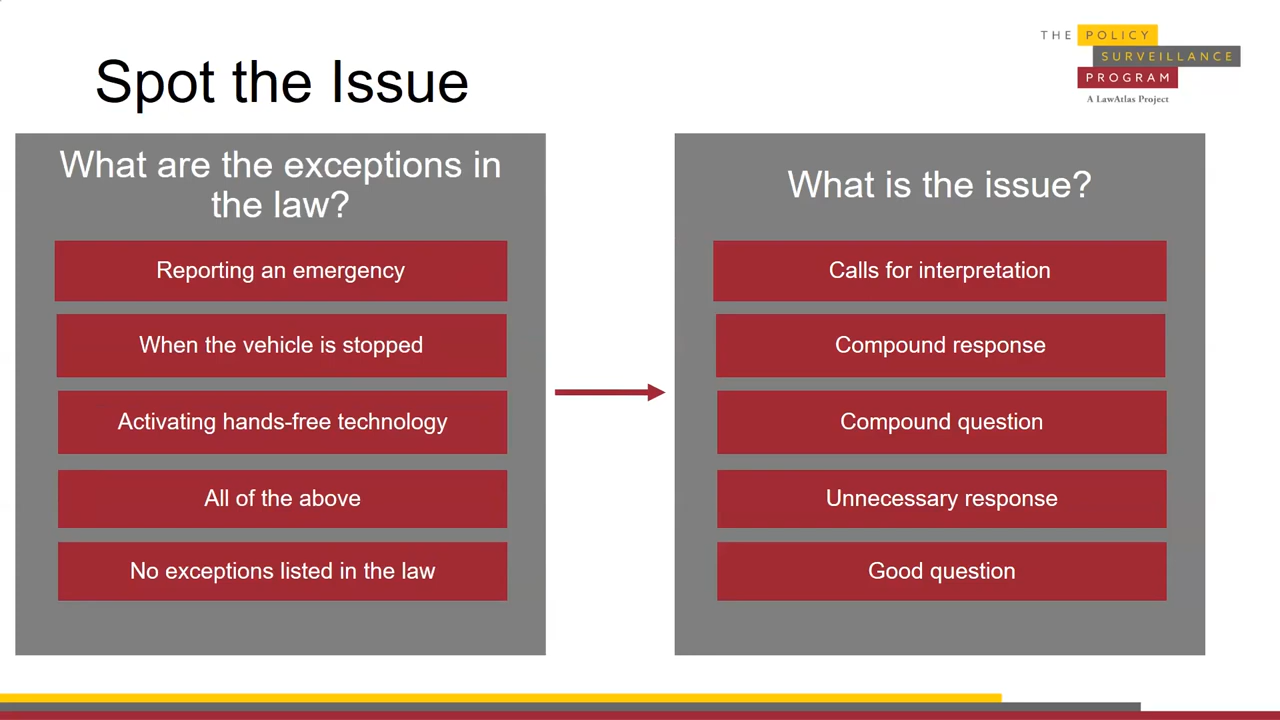 THE POLICY
SURVEILLANCE
PROGRAM
A LawAtlas Project
Spot the Issue
What are the exceptions in
the law?
Reporting an emergency
When the vehicle is stopped
Activating hands-free technology
All of the above
No exceptions listed in the law
What is the issue?
Calls for interpretation
Compound response
Compound question
Unnecessary response
Good question